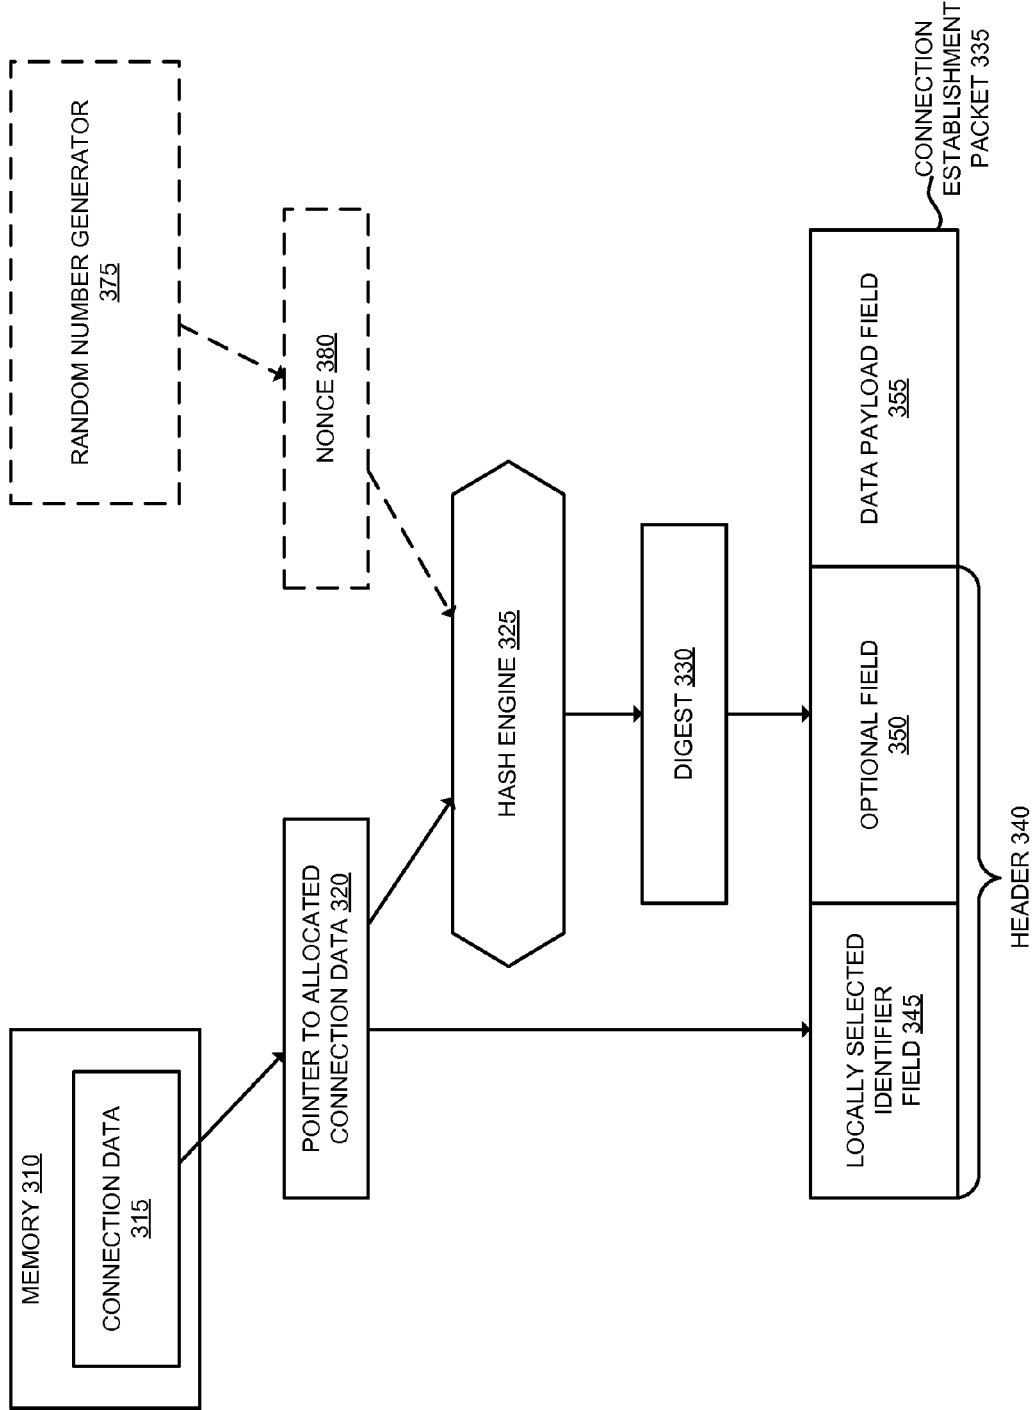 MEMORY 310
CONNECTION DATA
315
RANDOM NUMBER GENERATOR
375
POINTER TO ALLOCATED
CONNECTION DATA 320
NONCE 380
HASH ENGINE 325
DIGEST 330
LOCALLY SELECTED
IDENTIFIER
FIELD 345
OPTIONAL FIELD
350
DATA PAYLOAD FIELD
355
CONNECTION
ESTABLISHMENT
PACKET 335
HEADER 340